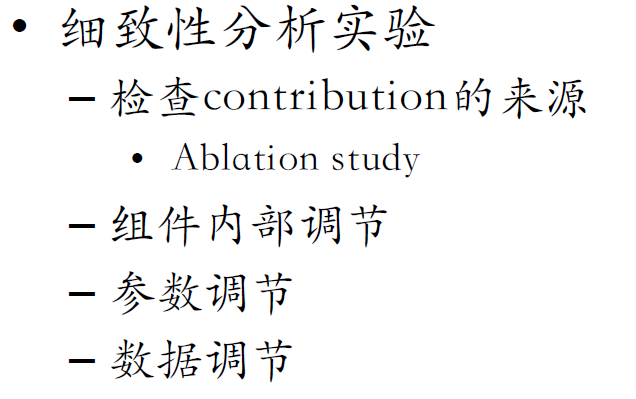 • 细致性分析实验
– 检查contribution的来源
• Ablation study
– 组件内部调节
– 参数调节
– 数据调节